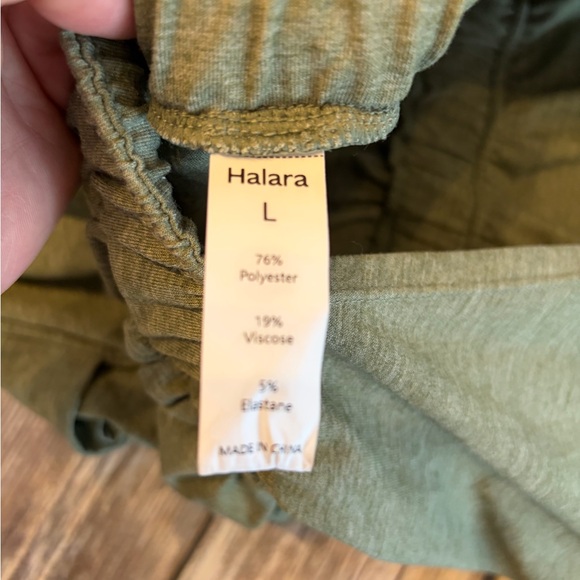 Halara
L
76%
Polyester
19%
Viscose
5%
Elastane
MADE IN CHINA